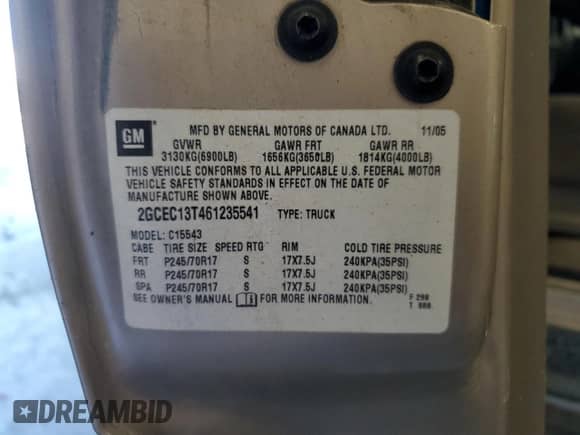 GM
MFD BY GENERAL MOTORS OF CANADA LTD. 11/05
GVWR GAWR FRT GAWR RR
3130KG(6900LB) 1656KG(3650LB) 1814KG(4000LB)
THIS VEHICLE CONFORMS TO ALL APPLICABLE U.S. FEDERAL MOTOR
VEHICLE SAFETY STANDARDS IN EFFECT ON THE DATE OF
MANUFACTURE SHOWN ABOVE.
2GCEC13T461235541 TYPE: TRUCK
MODEL: C15543
CABE TIRE SIZE SPEED RTG RIM COLD TIRE PRESSURE
FRT P245/70R17 S 17X7.5J 240KPA(35PSI)
RR P245/70R17 S 17X7.5J 240KPA(35PSI)
SPA P245/70R17 S 17X7.5J 240KPA(35PSI)
SEE OWNER'S MANUAL FOR MORE INFORMATION. F 298
T 888
DREAMBID